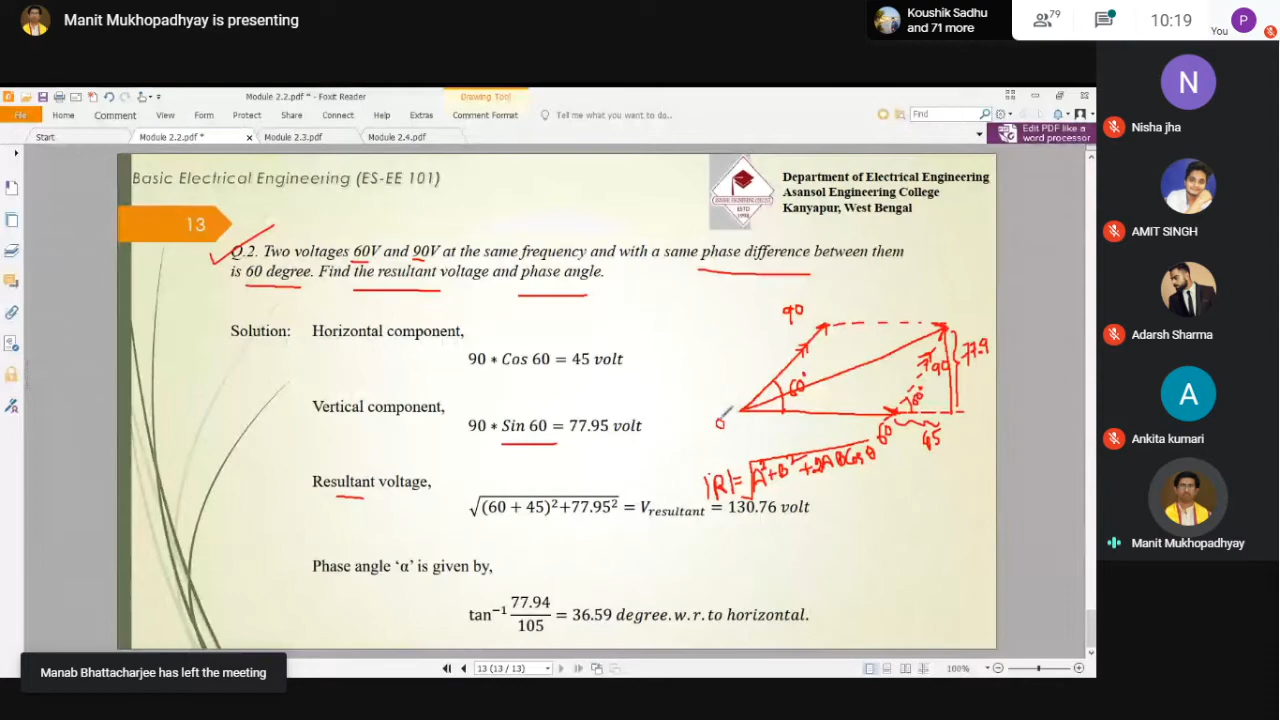 Manit Mukhopadhyay is presenting
Koushik Sadhu
and 71 more
79
10:19
You
P
Module 2.2.pdf * - Foxit Reader
Drawing Tool
File
Home
Comment
View
Form
Protect
Share
Connect
Help
Extras
Comment Format
Tell me what you want to do...
Find
Start
Module 2.2.pdf *
Module 2.3.pdf
Module 2.4.pdf
Edit PDF like a
word processor
Basic Electrical Engineering (ES-EE 101)
Department of Electrical Engineering
Asansol Engineering College
Kanyapur, West Bengal
13
Q.2. Two voltages 60V and 90V at the same frequency and with a same phase difference between them
is 60 degree. Find the resultant voltage and phase angle.
Solution: Horizontal component,
90 * Cos 60 = 45 volt
Vertical component,
90 * Sin 60 = 77.95 volt
Resultant voltage,
√(60 + 45)²+77.95² = Vresultant = 130.76 volt
Phase angle ‘α’ is given by,
tan⁻¹ 77.94/105 = 36.59 degree.w.r.to horizontal.
90
60°
90
77.9
60°
0
60
45
|R|=√A²+B²+2ABCosθ
13 (13 / 13)
100%
N
Nisha jha
AMIT SINGH
Adarsh Sharma
A
Ankita kumari
Manit Mukhopadhyay
Manab Bhattacharjee has left the meeting